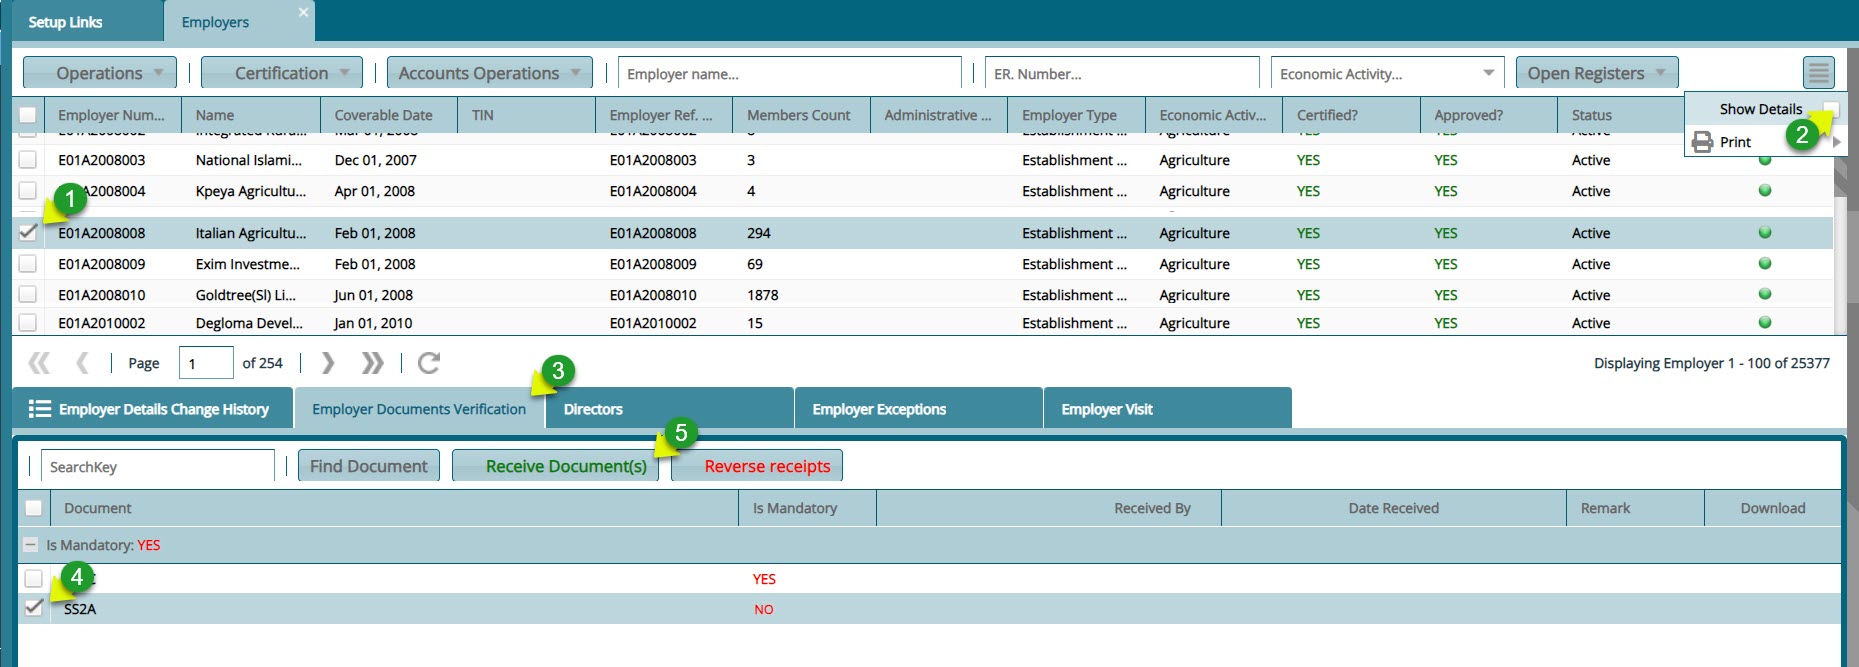 Setup Links Employers
Operations Certification Accounts Operations Employer name... ER. Number... Economic Activity... Open Registers
Employer Num... Name Coverable Date TIN Employer Ref. ... Members Count Administrative ... Employer Type Economic Activ... Certified? Approved? Status
Show Details
2
Print
E01A2008003 National Islami... Dec 01, 2007 E01A2008003 3 Establishment ... Agriculture YES YES Active
A2008004 Kpeya Agricultu... Apr 01, 2008 E01A2008004 4 Establishment ... Agriculture YES YES Active
1
E01A2008008 Italian Agricultu... Feb 01, 2008 E01A2008008 294 Establishment ... Agriculture YES YES Active
E01A2008009 Exim Investme... Feb 01, 2008 E01A2008009 69 Establishment ... Agriculture YES YES Active
E01A2008010 Goldtree(Sl) Li... Jun 01, 2008 E01A2008010 1878 Establishment ... Agriculture YES YES Active
E01A2010002 Degloma Devel... Jan 01, 2010 E01A2010002 15 Establishment ... Agriculture YES YES Active
Page 1 of 254 Displaying Employer 1 - 100 of 25377
3
Employer Details Change History Employer Documents Verification Directors Employer Exceptions Employer Visit
5
SearchKey Find Document Receive Document(s) Reverse receipts
Document Is Mandatory Received By Date Received Remark Download
Is Mandatory: YES
4 YES
SS2A NO